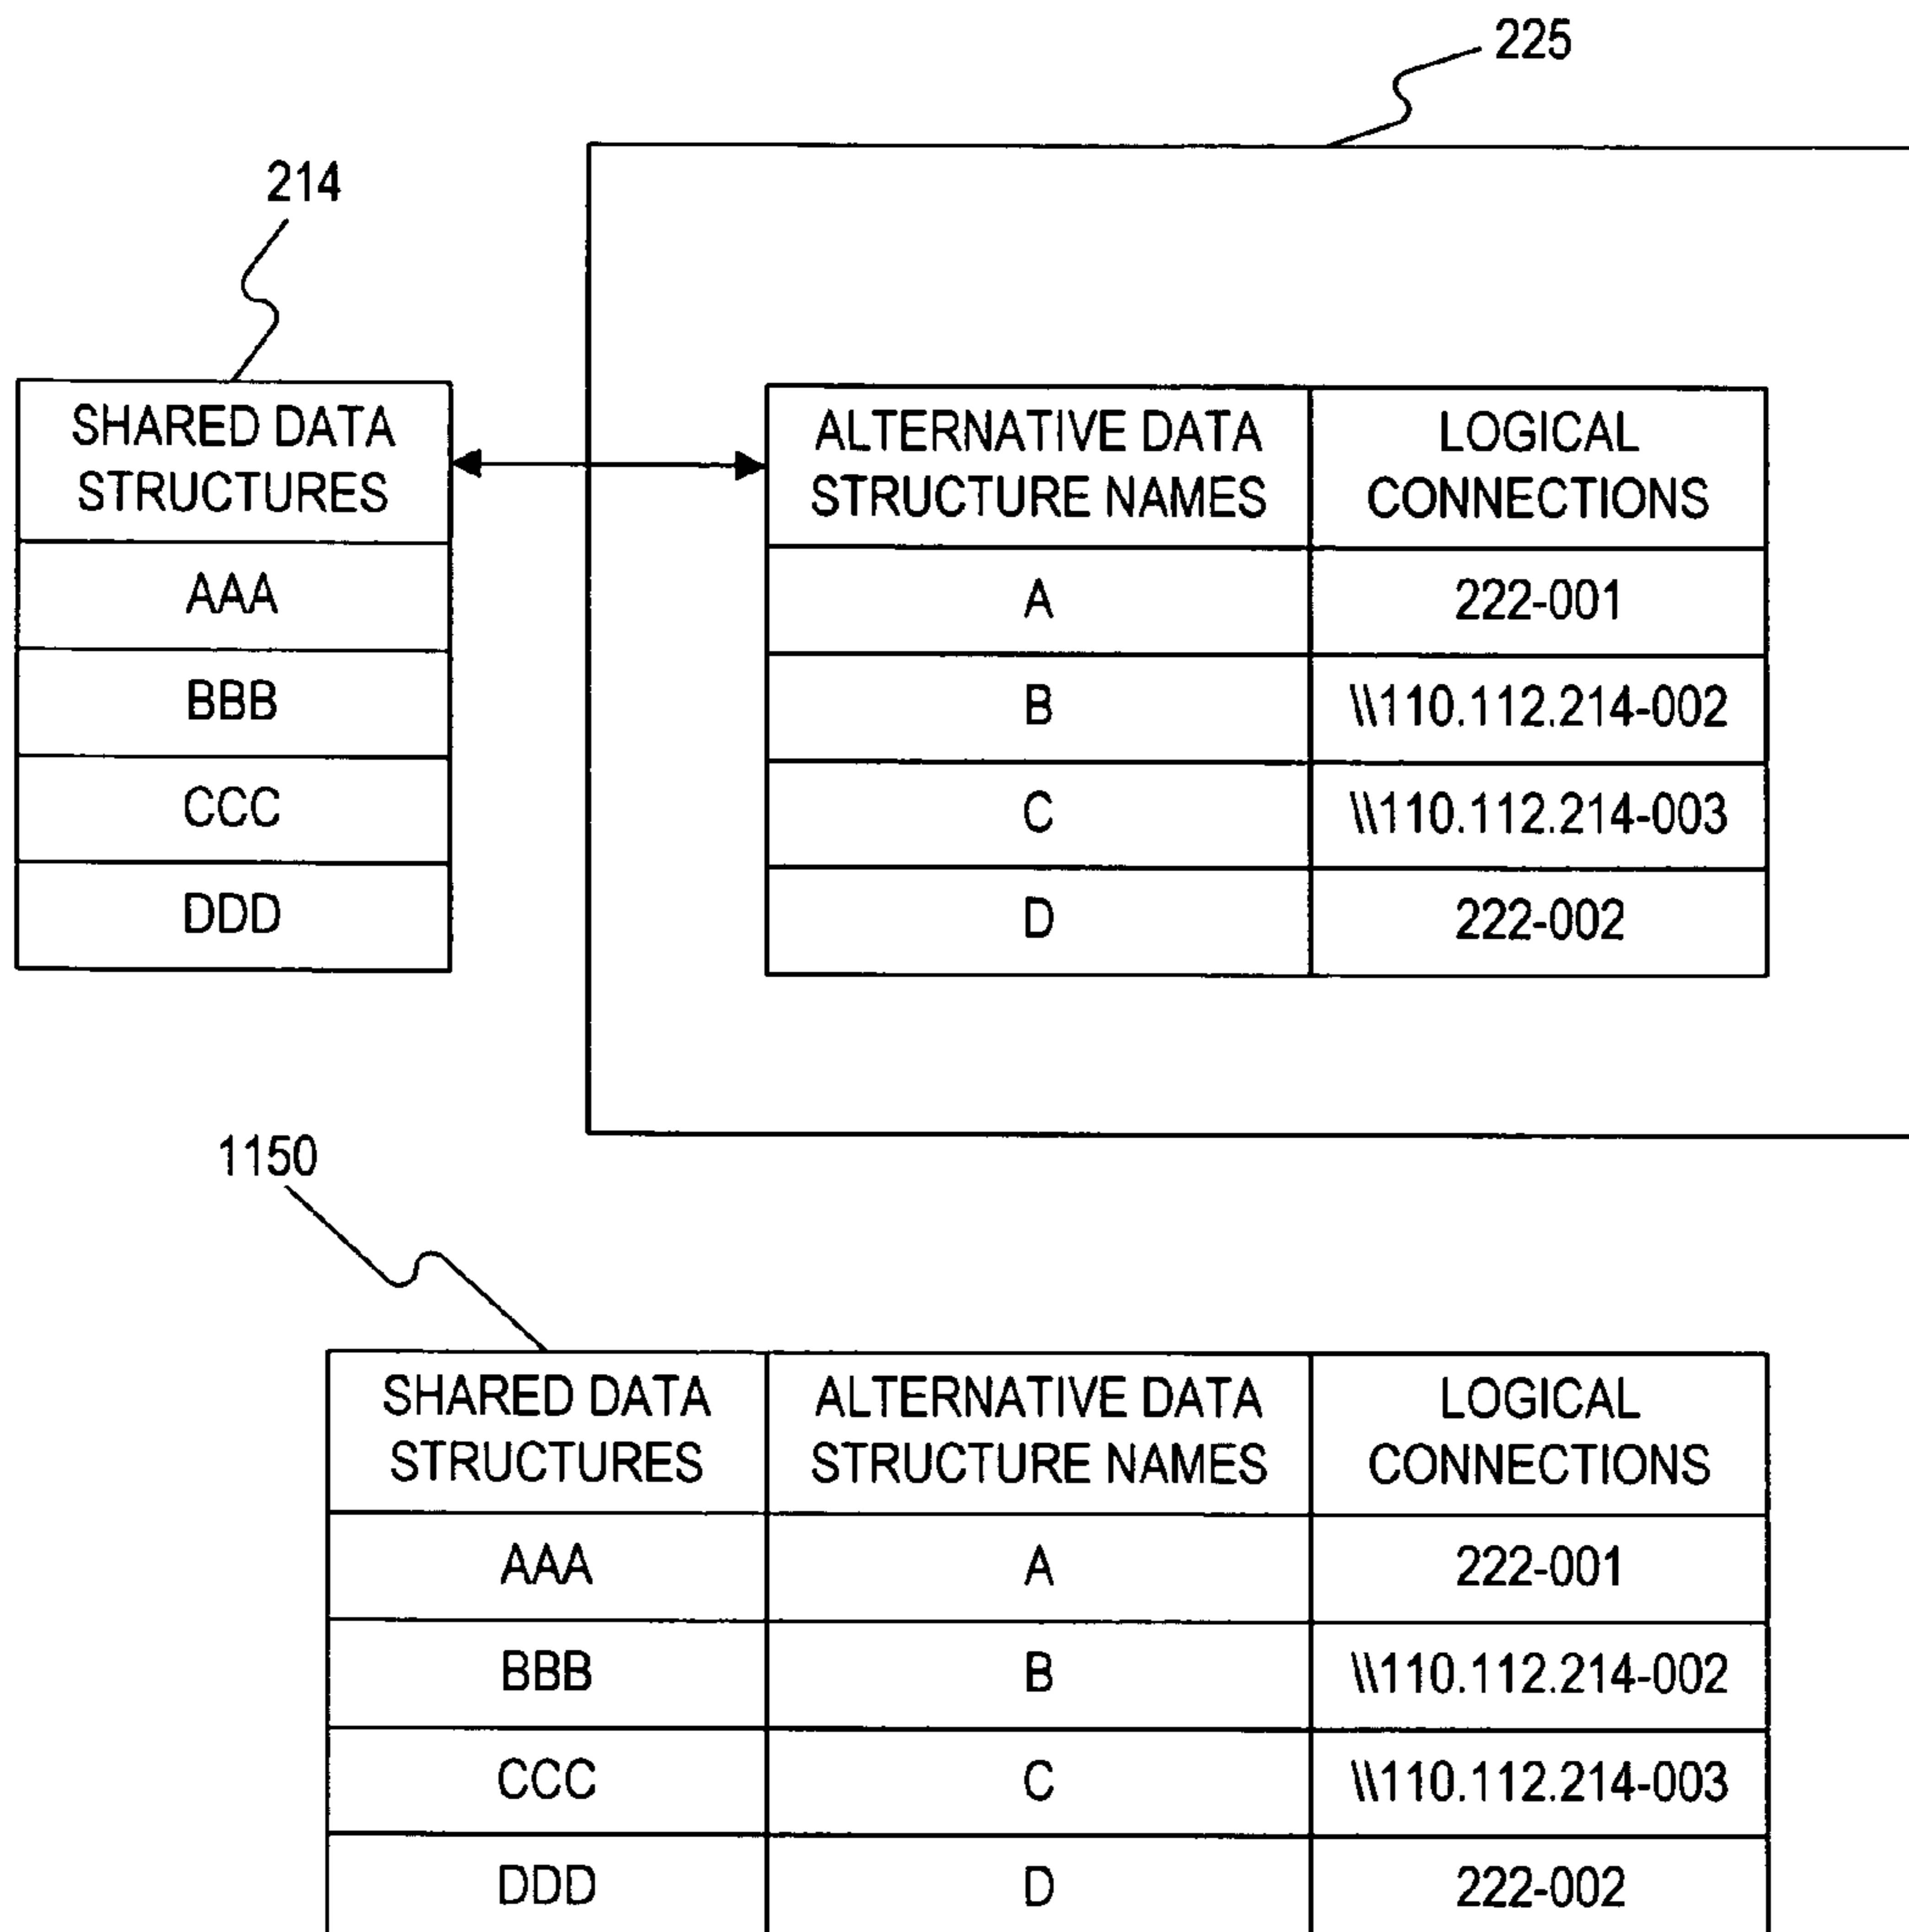 225
214
SHARED DATA
STRUCTURES
AAA
BBB
CCC
DDD
ALTERNATIVE DATA
STRUCTURE NAMES
LOGICAL
CONNECTIONS
A
222-001
B
\\110.112.214-002
C
\\110.112.214-003
D
222-002
1150
SHARED DATA
STRUCTURES
ALTERNATIVE DATA
STRUCTURE NAMES
LOGICAL
CONNECTIONS
AAA
A
222-001
BBB
B
\\110.112.214-002
CCC
C
\\110.112.214-003
DDD
D
222-002